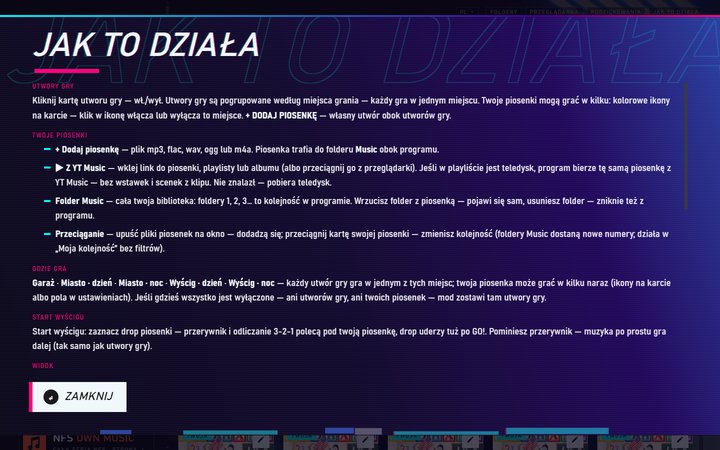 PL
FOLDERY
PRZEGLĄDARKA
JAK TO DZIAŁA
JAK TO DZIAŁA
JAK TO DZIAŁA
UTWORY GRY
Kliknij kartę utworu gry — wł./wył. Utwory gry są pogrupowane według miejsca grania — każdy gra w jednym miejscu. Twoje piosenki mogą grać w kilku: kolorowe ikony
na karcie — klik w ikonę włącza lub wyłącza to miejsce. + DODAJ PIOSENKĘ — własny utwór obok utworów gry.
TWOJE PIOSENKI
+ Dodaj piosenkę — plik mp3, flac, wav, ogg lub m4a. Piosenka trafia do folderu Music obok programu.
▶ Z YT Music — wklej link do piosenki, playlisty lub albumu (albo przeciągnij go z przeglądarki). Jeśli w playliście jest teledysk, program bierze tę samą piosenkę z
YT Music — bez wstawek i scenek z klipu. Nie znalazł — pobiera teledysk.
Folder Music — cała twoja biblioteka: foldery 1, 2, 3... to kolejność w programie. Wrzucisz folder z piosenką — pojawi się sam, usuniesz folder — zniknie też z
programu.
Przeciąganie — upuść pliki piosenek na okno — dodadzą się; przeciągnij kartę swojej piosenki — zmienisz kolejność (foldery Music dostaną nowe numery; działa w
„Moja kolejność” bez filtrów).
GDZIE GRA
Garaż · Miasto · dzień · Miasto · noc · Wyścig · dzień · Wyścig · noc — każdy utwór gry gra w jednym z tych miejsc; twoja piosenka może grać w kilku naraz (ikony na karcie
albo pola w ustawieniach). Jeśli gdzieś wszystko jest wyłączone — ani utworów gry, ani twoich piosenek — mod zostawi tam utwory gry.
START WYŚCIGU
Start wyścigu: zaznacz drop piosenki — przerywnik i odliczanie 3-2-1 polecą pod twoją piosenkę, drop uderzy tuż po GO!. Pominiesz przerywnik — muzyka po prostu gra
dalej (tak samo jak utwory gry).
WIDOK
ZAMKNIJ
NFS OWN MUSIC